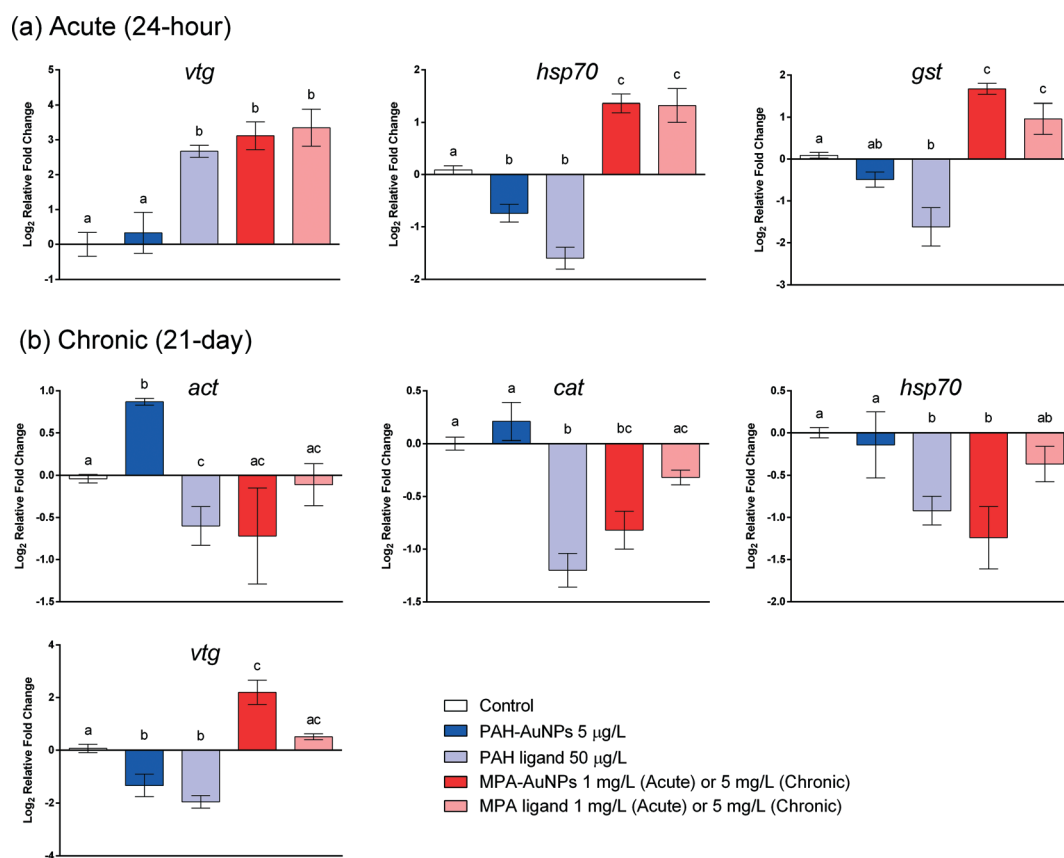 (a) Acute (24-hour)
vtg
hsp70
gst
Log2 Relative Fold Change
5
4
3
2
1
0
-1
a
a
b
b
b
Log2 Relative Fold Change
2
1
0
-1
-2
a
b
b
c
c
Log2 Relative Fold Change
2
1
0
-1
-2
-3
a
ab
b
c
c
(b) Chronic (21-day)
act
cat
hsp70
Log2 Relative Fold Change
1.0
0.5
0.0
-0.5
-1.0
-1.5
a
b
c
ac
ac
Log2 Relative Fold Change
0.5
0.0
-0.5
-1.0
-1.5
a
a
b
bc
ac
Log2 Relative Fold Change
0.5
0.0
-0.5
-1.0
-1.5
-2.0
a
a
b
b
ab
vtg
Log2 Relative Fold Change
4
2
0
-2
-4
a
b
b
c
ac
Control
PAH-AuNPs 5 µg/L
PAH ligand 50 µg/L
MPA-AuNPs 1 mg/L (Acute) or 5 mg/L (Chronic)
MPA ligand 1 mg/L (Acute) or 5 mg/L (Chronic)